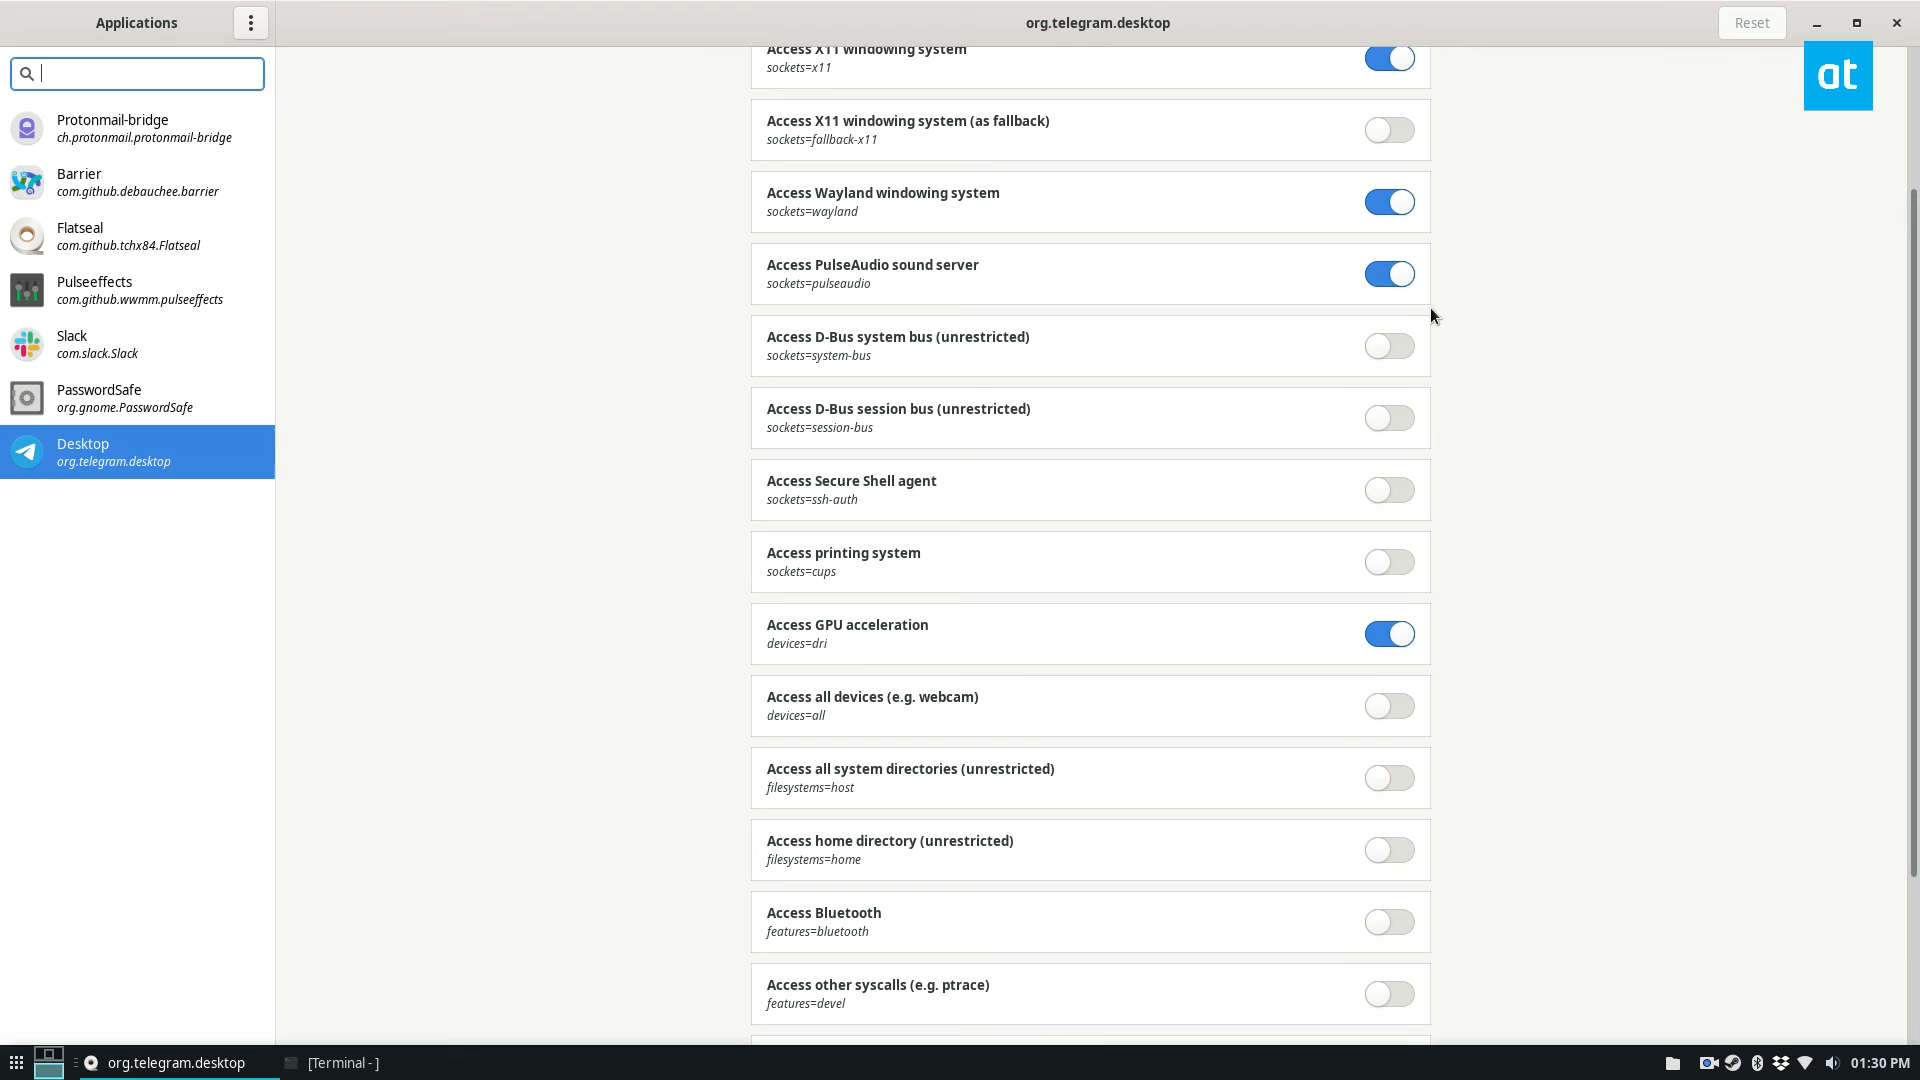 Applications
org.telegram.desktop
Reset
at
Protonmail-bridge
ch.protonmail.protonmail-bridge
Barrier
com.github.debauchee.barrier
Flatseal
com.github.tchx84.Flatseal
Pulseeffects
com.github.wwmm.pulseeffects
Slack
com.slack.Slack
PasswordSafe
org.gnome.PasswordSafe
Desktop
org.telegram.desktop
Access X11 windowing system
sockets=x11
Access X11 windowing system (as fallback)
sockets=fallback-x11
Access Wayland windowing system
sockets=wayland
Access PulseAudio sound server
sockets=pulseaudio
Access D-Bus system bus (unrestricted)
sockets=system-bus
Access D-Bus session bus (unrestricted)
sockets=session-bus
Access Secure Shell agent
sockets=ssh-auth
Access printing system
sockets=cups
Access GPU acceleration
devices=dri
Access all devices (e.g. webcam)
devices=all
Access all system directories (unrestricted)
filesystems=host
Access home directory (unrestricted)
filesystems=home
Access Bluetooth
features=bluetooth
Access other syscalls (e.g. ptrace)
features=devel
org.telegram.desktop
[Terminal - ]
01:30 PM